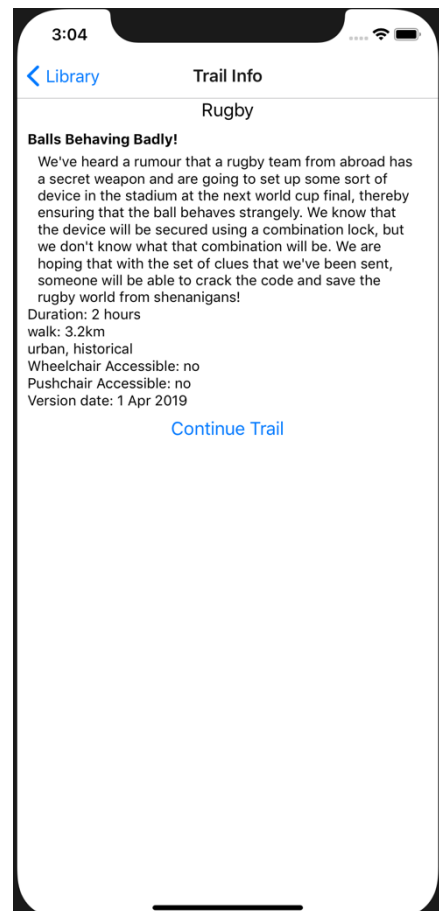 3:04
Library
Trail Info
Rugby
Balls Behaving Badly!
We've heard a rumour that a rugby team from abroad has
a secret weapon and are going to set up some sort of
device in the stadium at the next world cup final, thereby
ensuring that the ball behaves strangely. We know that
the device will be secured using a combination lock, but
we don't know what that combination will be. We are
hoping that with the set of clues that we've been sent,
someone will be able to crack the code and save the
rugby world from shenanigans!
Duration: 2 hours
walk: 3.2km
urban, historical
Wheelchair Accessible: no
Pushchair Accessible: no
Version date: 1 Apr 2019
Continue Trail